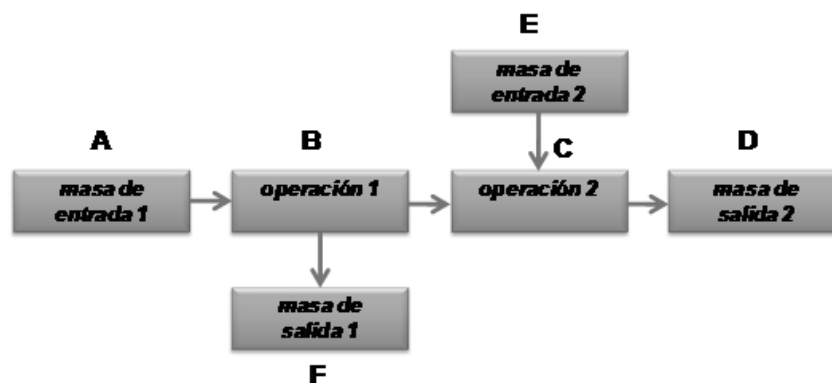 E
masa de
entrada 2
A
B
C
D
masa de
entrada 1
operación 1
operación 2
masa de
salida 2
masa de
salida 1
F